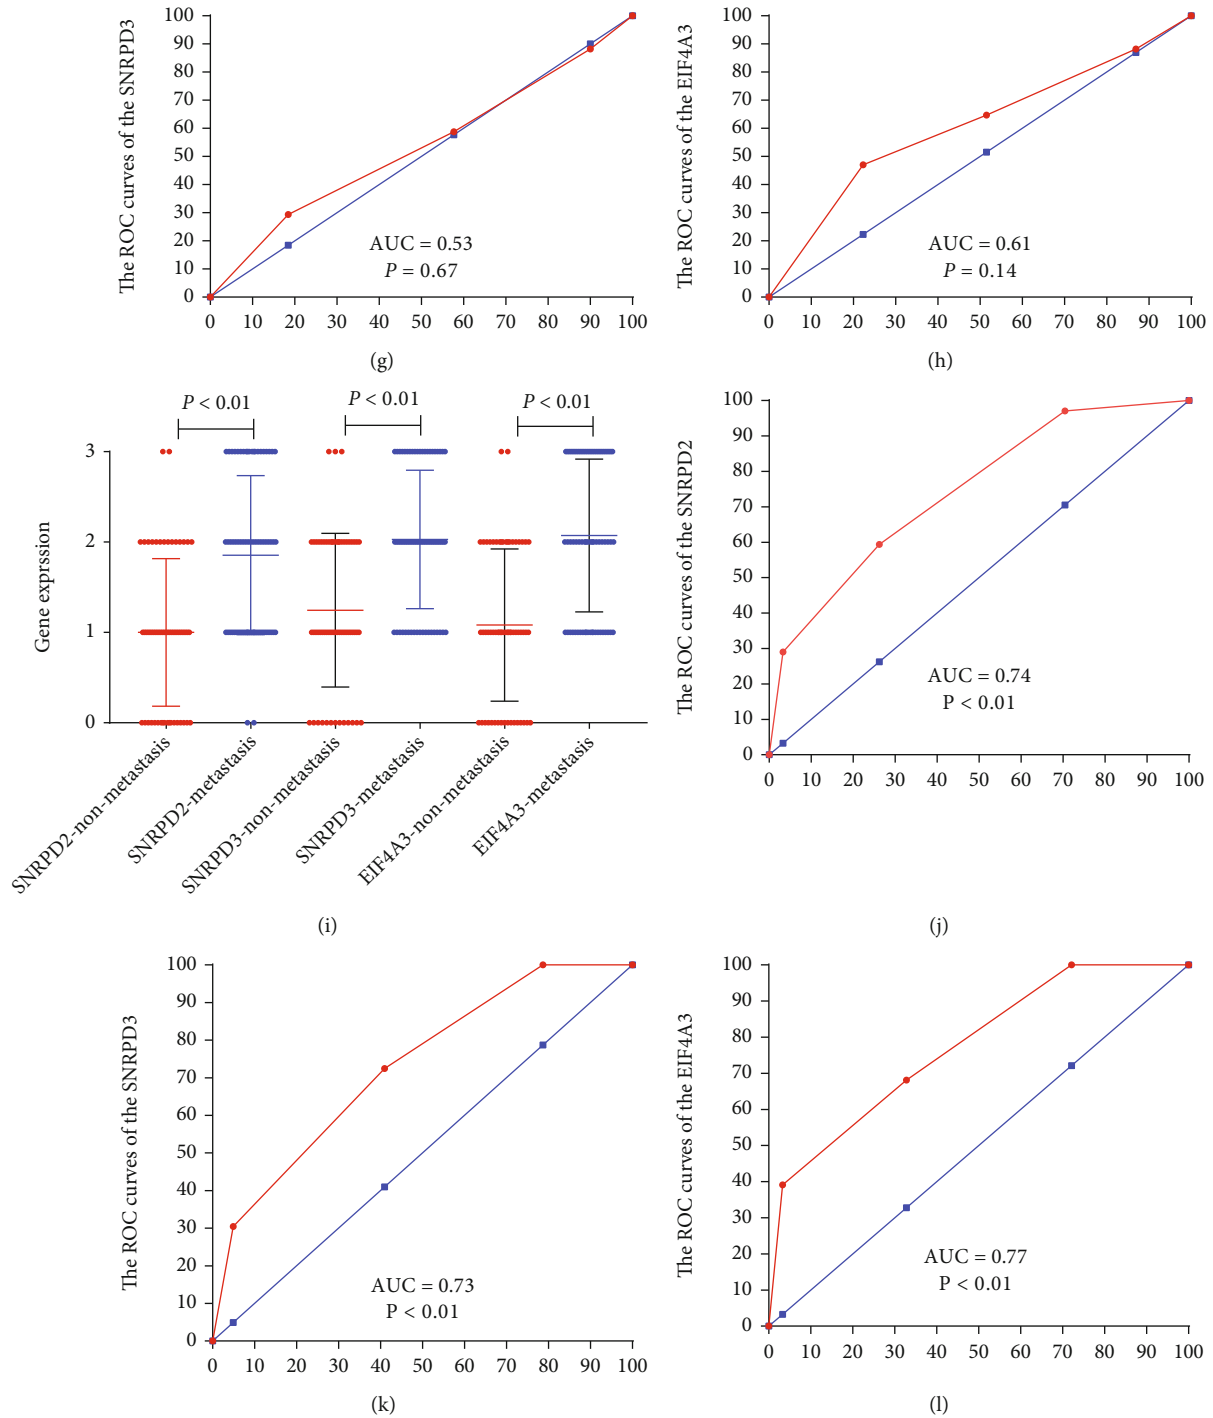 The ROC curves of the SNRPD3
100
90
80
70
60
50
40
30
20
10
0
AUC = 0.53
P = 0.67
0 10 20 30 40 50 60 70 80 90 100
(g)
The ROC curves of the EIF4A3
100
90
80
70
60
50
40
30
20
10
0
AUC = 0.61
P = 0.14
0 10 20 30 40 50 60 70 80 90 100
(h)
P < 0.01 P < 0.01 P < 0.01
Gene exprssion
3
2
1
0
SNRPD2-non-metastasis
SNRPD2-metastasis
SNRPD3-non-metastasis
SNRPD3-metastasis
EIF4A3-non-metastasis
EIF4A3-metastasis
(i)
The ROC curves of the SNRPD2
100
90
80
70
60
50
40
30
20
10
0
AUC = 0.74
P < 0.01
0 10 20 30 40 50 60 70 80 90 100
(j)
The ROC curves of the SNRPD3
100
90
80
70
60
50
40
30
20
10
0
AUC = 0.73
P < 0.01
0 10 20 30 40 50 60 70 80 90 100
(k)
The ROC curves of the EIF4A3
100
90
80
70
60
50
40
30
20
10
0
AUC = 0.77
P < 0.01
0 10 20 30 40 50 60 70 80 90 100
(l)